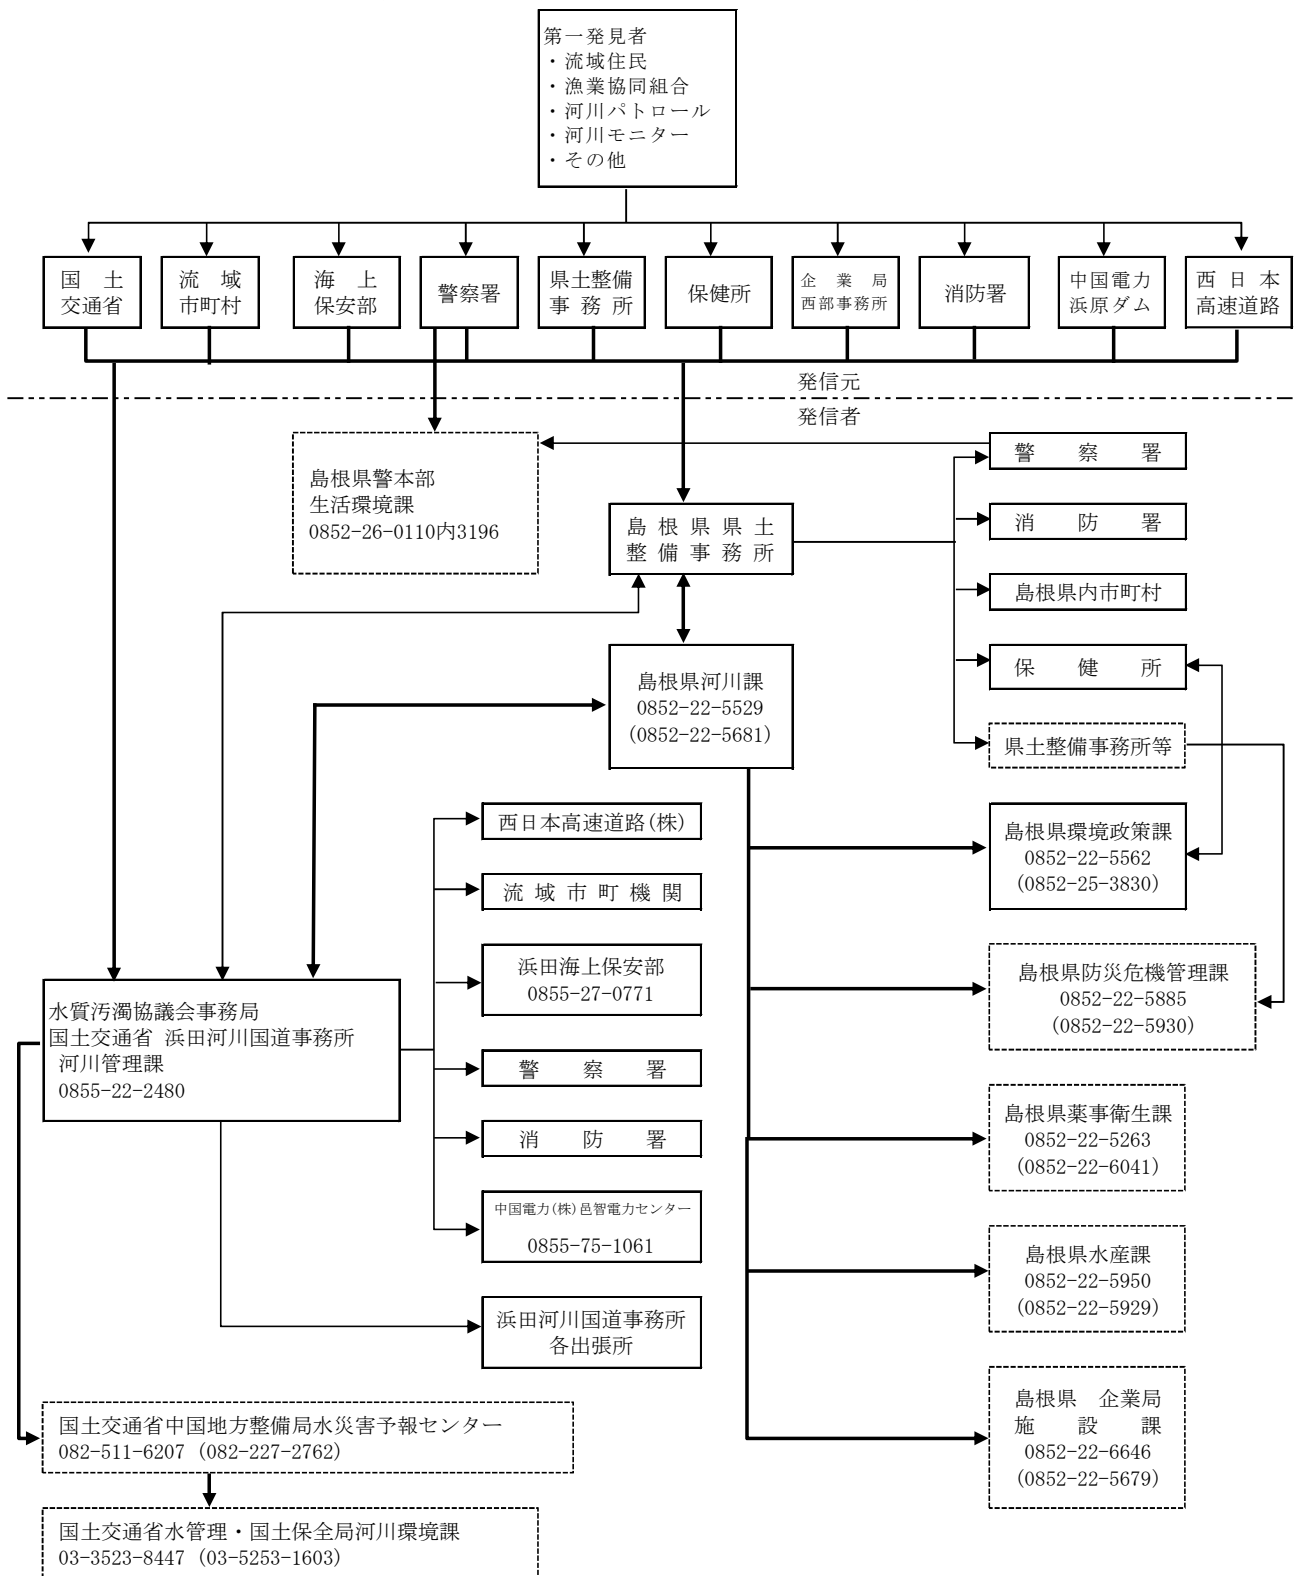 第一発見者
・流域住民
・漁業協同組合
・河川パトロール
・河川モニター
・その他
国土
交通省
流域
市町村
海上
保安部
警察署
県土整備
事務所
保健所
企業局
西部事務所
消防署
中国電力
浜原ダム
西日本
高速道路
発信元
発信者
島根県警本部
生活環境課
0852-26-0110内3196
警察署
消防署
島根県内市町村
保健所
県土整備事務所等
島根県県土
整備事務所
島根県河川課
0852-22-5529
(0852-22-5681)
西日本高速道路(株)
流域市町機関
浜田海上保安部
0855-27-0771
警察署
消防署
中国電力(株)邑智電力センター
0855-75-1061
浜田河川国道事務所
各出張所
島根県環境政策課
0852-22-5562
(0852-25-3830)
島根県防災危機管理課
0852-22-5885
(0852-22-5930)
島根県薬事衛生課
0852-22-5263
(0852-22-6041)
島根県水産課
0852-22-5950
(0852-22-5929)
島根県 企業局
施設課
0852-22-6646
(0852-22-5679)
水質汚濁協議会事務局
国土交通省 浜田河川国道事務所
河川管理課
0855-22-2480
国土交通省中国地方整備局水災害予報センター
082-511-6207 (082-227-2762)
国土交通省水管理・国土保全局河川環境課
03-3523-8447 (03-5253-1603)